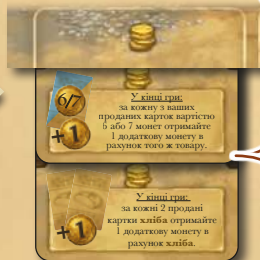 6/7
+1
У кінці гри:
за кожну з ваших
проданих карток вартістю
6 або 7 монет отримайте
1 додаткову монету в
рахунок того ж товару.
+1
У кінці гри:
за кожні 2 продані
картки хліба отримайте
1 додаткову монету в
рахунок хліба.